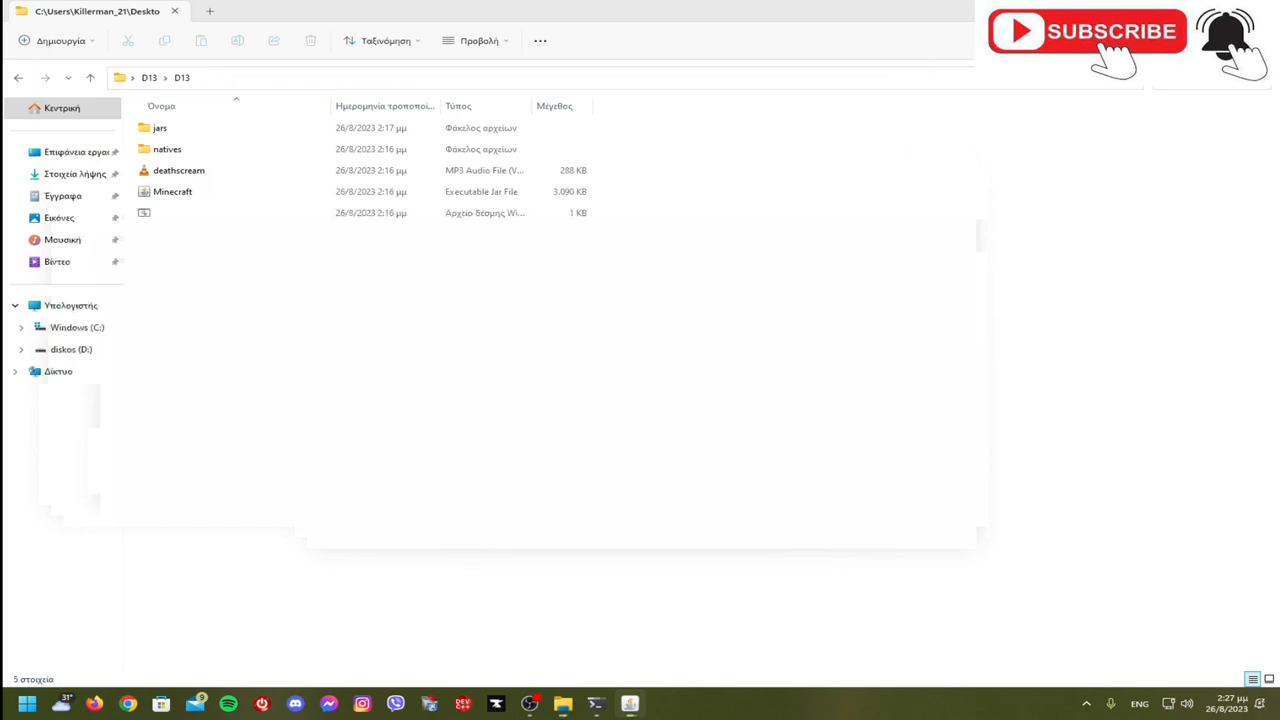 C:\Users\Killerman_21\Deskto
SUBSCRIBE
Δημιουργία
Ταξινόμηση
Προβολή
D13 > D13
Κεντρική
Όνομα
Ημερομηνία τροποποί...
Τύπος
Μέγεθος
jars 26/8/2023 2:17 μμ Φάκελος αρχείων
Επιφάνεια εργασ
natives 26/8/2023 2:16 μμ Φάκελος αρχείων
Στοιχεία λήψης
deathscream 26/8/2023 2:16 μμ MP3 Audio File (V... 288 KB
Έγγραφα
Minecraft 26/8/2023 2:16 μμ Executable Jar File 3.090 KB
Εικόνες
26/8/2023 2:16 μμ Αρχείο δέσμης Wi... 1 KB
Μουσική
Βίντεο
Υπολογιστής
Windows (C:)
diskos (D:)
Δίκτυο
5 στοιχεία
31°
9
DEV
ENG
2:27 μμ
26/8/2023